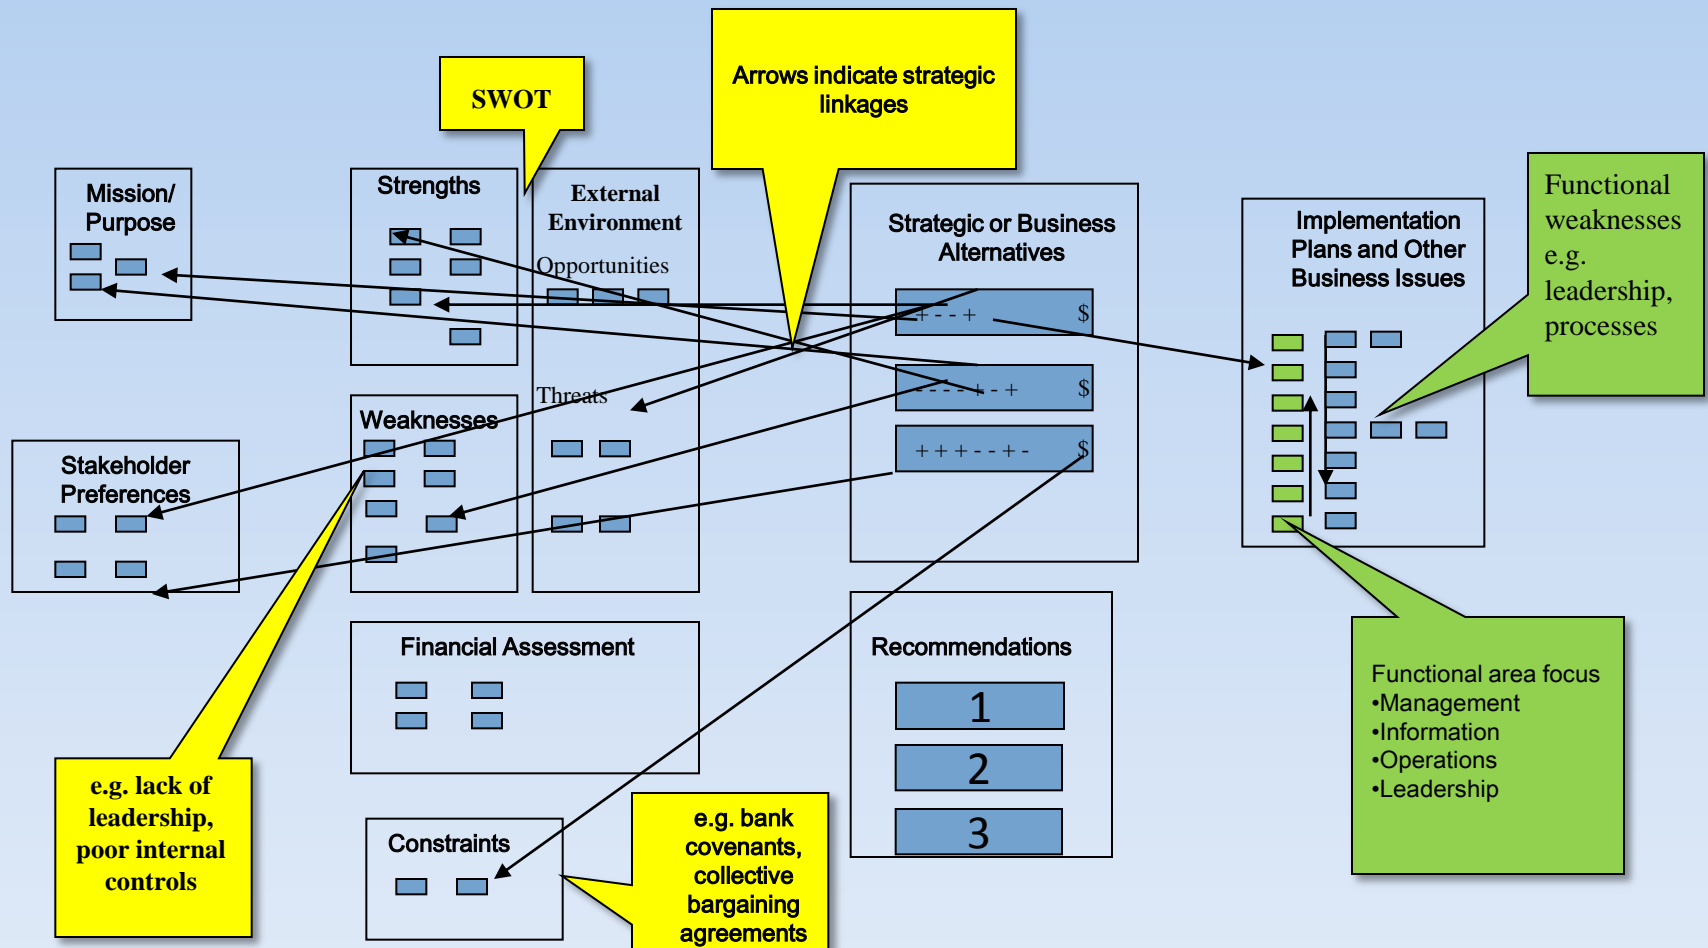 SWOT
Arrows indicate strategic
linkages
Mission/
Purpose
Strengths
External
Environment
Opportunities
Threats
Strategic or Business
Alternatives
+ - - + $
- - - - + - + $
+ + + - - + - $
Implementation
Plans and Other
Business Issues
Functional
weaknesses
e.g.
leadership,
processes
Weaknesses
Stakeholder
Preferences
Financial Assessment
Recommendations
1
2
3
Functional area focus
•Management
•Information
•Operations
•Leadership
e.g. lack of
leadership,
poor internal
controls
Constraints
e.g. bank
covenants,
collective
bargaining
agreements